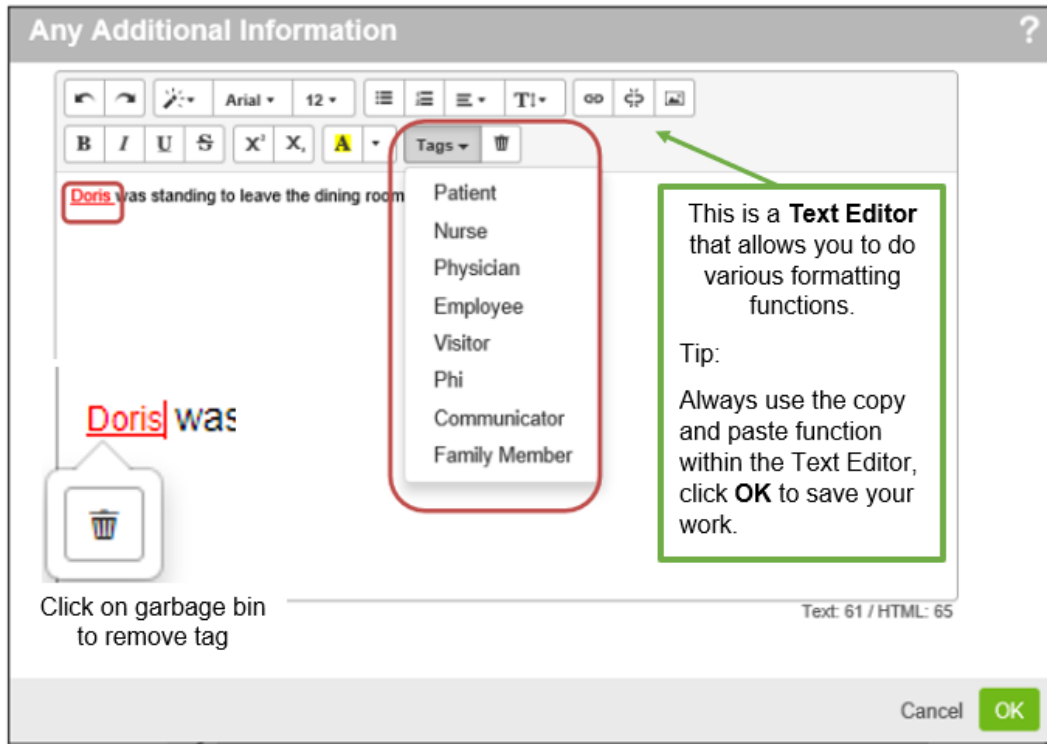 Any Additional Information ?
Arial 12 T
B I U S X² X, A Tags
Doris was standing to leave the dining room
Patient
Nurse
Physician
Employee
Visitor
Phi
Communicator
Family Member
This is a Text Editor
that allows you to do
various formatting
functions.
Tip:
Always use the copy
and paste function
within the Text Editor,
click OK to save your
work.
Doris was
Click on garbage bin
to remove tag
Text: 61 / HTML: 65
Cancel OK